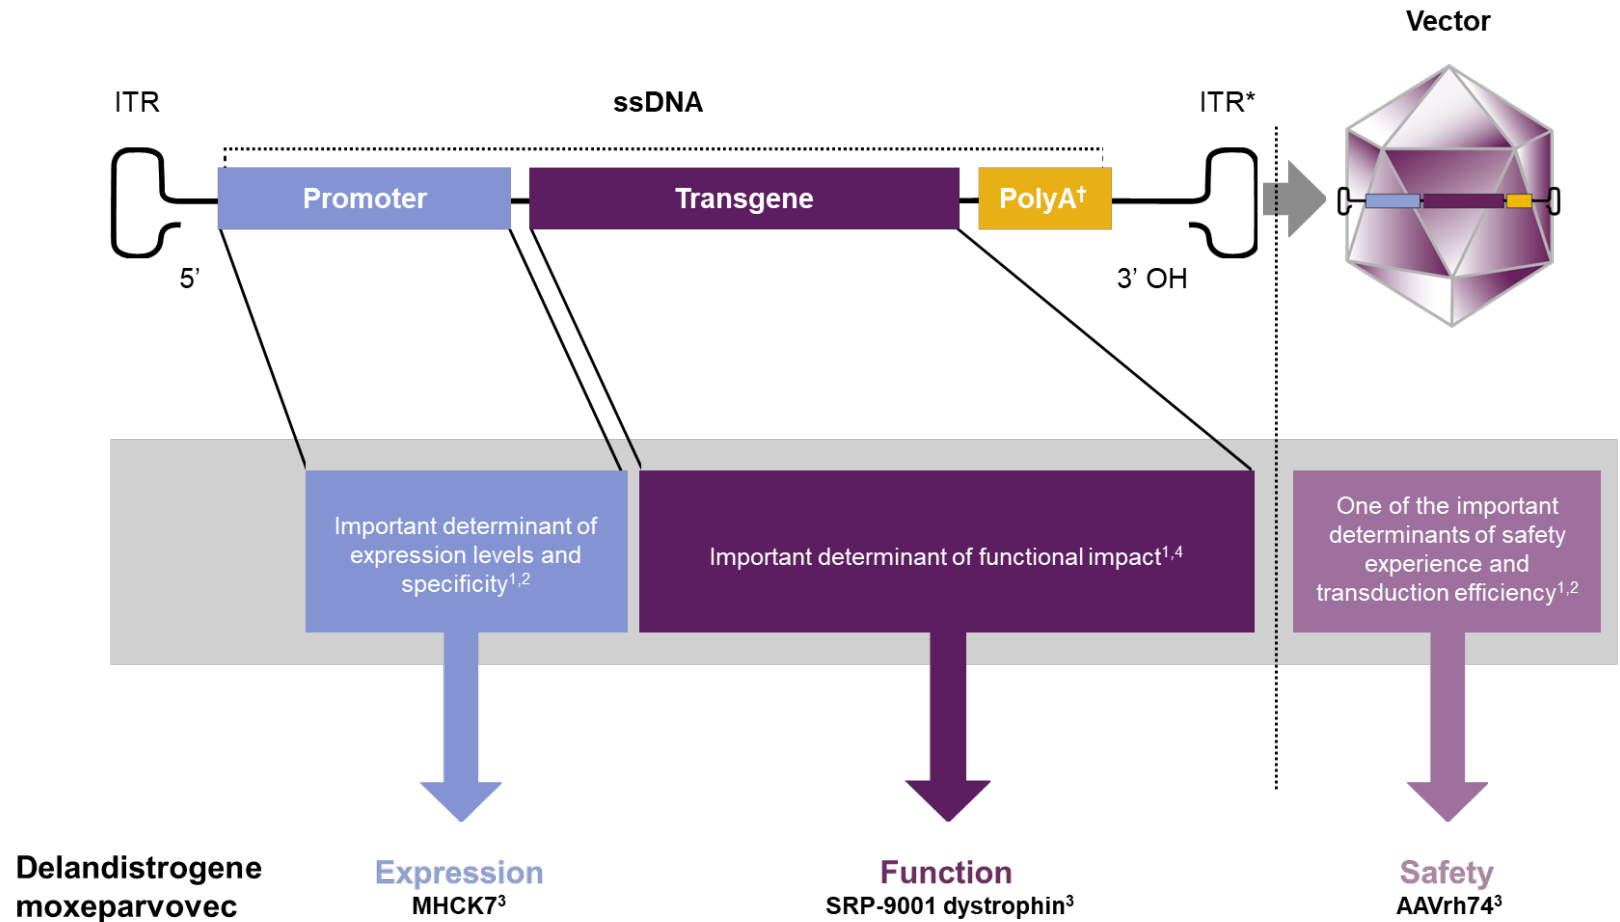 Vector
ITR
ssDNA
ITR*
Promoter
Transgene
PolyA†
5’
3’ OH
Important determinant of
expression levels and
specificity1,2
Important determinant of functional impact1,4
One of the important
determinants of safety
experience and
transduction efficiency1,2
Delandistrogene
moxeparvovec
Expression
MHCK73
Function
SRP-9001 dystrophin3
Safety
AAVrh743